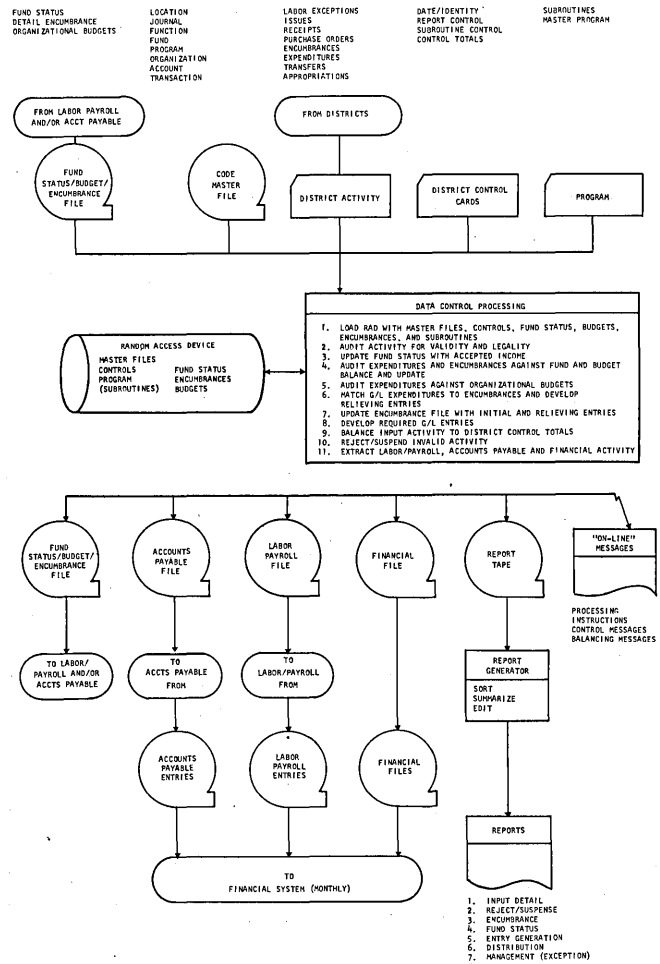 FUND STATUS
DETAIL ENCUMBRANCE
ORGANIZATIONAL BUDGETS
LOCATION
JOURNAL
FUNCTION
FUND
PROGRAM
ORGANIZATION
ACCOUNT
TRANSACTION
LABOR EXCEPTIONS
ISSUES
RECEIPTS
PURCHASE ORDERS
ENCUMBRANCES
EXPENDITURES
TRANSFERS
APPROPRIATIONS
DATE/IDENTITY
REPORT CONTROL
SUBROUTINE CONTROL
CONTROL TOTALS
SUBROUTINES
MASTER PROGRAM
FROM LABOR PAYROLL
AND/OR ACCT PAYABLE
FROM DISTRICTS
FUND
STATUS/BUDGET/
ENCUMBRANCE
FILE
CODE
MASTER
FILE
DISTRICT ACTIVITY
DISTRICT CONTROL
CARDS
PROGRAM
DATA CONTROL PROCESSING
1. LOAD RAD WITH MASTER FILES, CONTROLS, FUND STATUS, BUDGETS,
ENCUMBRANCES, AND SUBROUTINES
2. AUDIT ACTIVITY FOR VALIDITY AND LEGALITY
3. UPDATE FUND STATUS WITH ACCEPTED INCOME
4. AUDIT EXPENDITURES AND ENCUMBRANCES AGAINST FUND AND BUDGET
BALANCE AND UPDATE
5. AUDIT EXPENDITURES AGAINST ORGANIZATIONAL BUDGETS
6. MATCH G/L EXPENDITURES TO ENCUMBRANCES AND DEVELOP
RELIEVING ENTRIES
7. UPDATE ENCUMBRANCE FILE WITH INITIAL AND RELIEVING ENTRIES
8. DEVELOP REQUIRED G/L ENTRIES
9. BALANCE INPUT ACTIVITY TO DISTRICT CONTROL TOTALS
10. REJECT/SUSPEND INVALID ACTIVITY
11. EXTRACT LABOR/PAYROLL, ACCOUNTS PAYABLE AND FINANCIAL ACTIVITY
RANDOM ACCESS DEVICE
MASTER FILES
CONTROLS FUND STATUS
PROGRAM ENCUMBRANCES
(SUBROUTINES) BUDGETS
FUND
STATUS/BUDGET/
ENCUMBRANCE
FILE
ACCOUNTS
PAYABLE
FILE
LABOR
PAYROLL
FILE
FINANCIAL
FILE
REPORT
TAPE
"ON-LINE"
MESSAGES
PROCESSING
INSTRUCTIONS
CONTROL MESSAGES
BALANCING MESSAGES
TO LABOR/
PAYROLL AND/OR
ACCTS PAYABLE
TO
ACCTS PAYABLE
FROM
TO
LABOR/PAYROLL
FROM
REPORT
GENERATOR
SORT
SUMMARIZE
EDIT
ACCOUNTS
PAYABLE
ENTRIES
LABOR
PAYROLL
ENTRIES
FINANCIAL
FILES
REPORTS
TO
FINANCIAL SYSTEM (MONTHLY)
1. INPUT DETAIL
2. REJECT/SUSPENSE
3. ENCUMBRANCE
4. FUND STATUS
5. ENTRY GENERATION
6. DISTRIBUTION
7. MANAGEMENT (EXCEPTION)